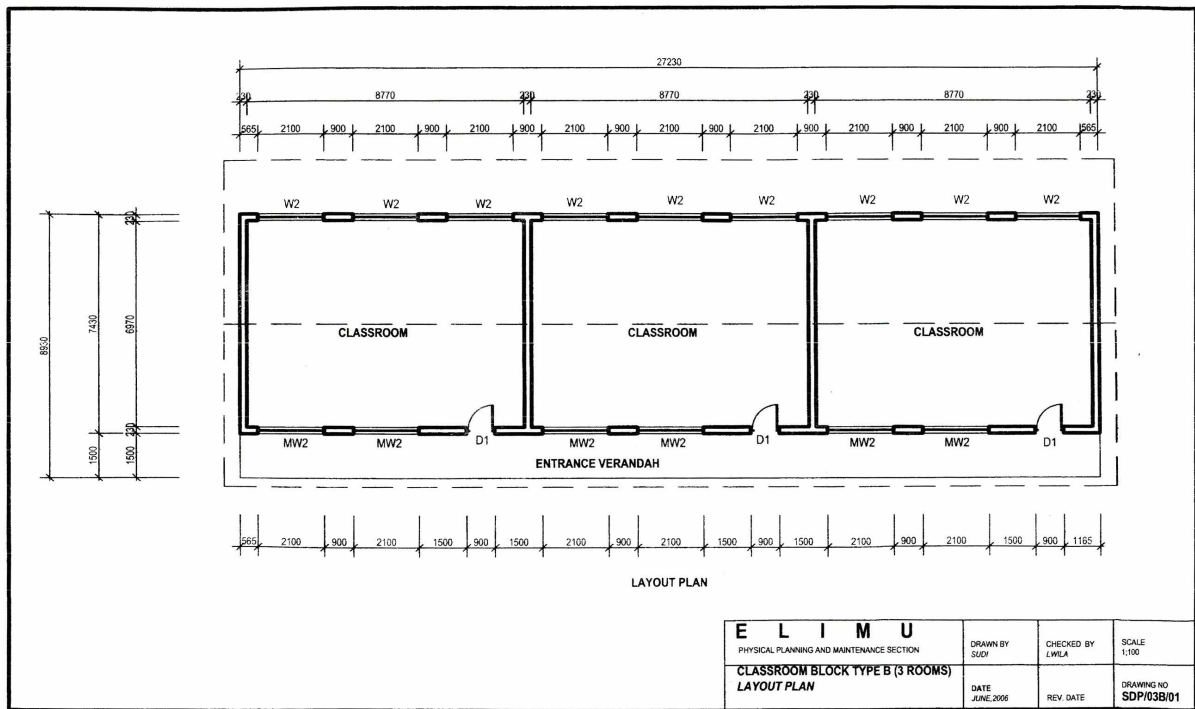 27230
230 8770 230 8770 230 8770 230
565 2100 900 2100 900 2100 900 2100 900 2100 900 2100 900 2100 900 2100 900 2100 565
W2 W2 W2 W2 W2 W2 W2 W2 W2
8930 7430 1500 230 6970 230 1500
CLASSROOM CLASSROOM CLASSROOM
MW2 MW2 D1 MW2 MW2 D1 MW2 MW2 D1
ENTRANCE VERANDAH
565 2100 900 2100 1500 900 1500 2100 900 2100 1500 900 1500 2100 900 2100 1500 900 1165
LAYOUT PLAN
E L I M U
PHYSICAL PLANNING AND MAINTENANCE SECTION
CLASSROOM BLOCK TYPE B (3 ROOMS)
LAYOUT PLAN
DRAWN BY
SUDI
CHECKED BY
LWILA
SCALE
1;100
DATE
JUNE,2006
REV. DATE
DRAWING NO
SDP/03B/01